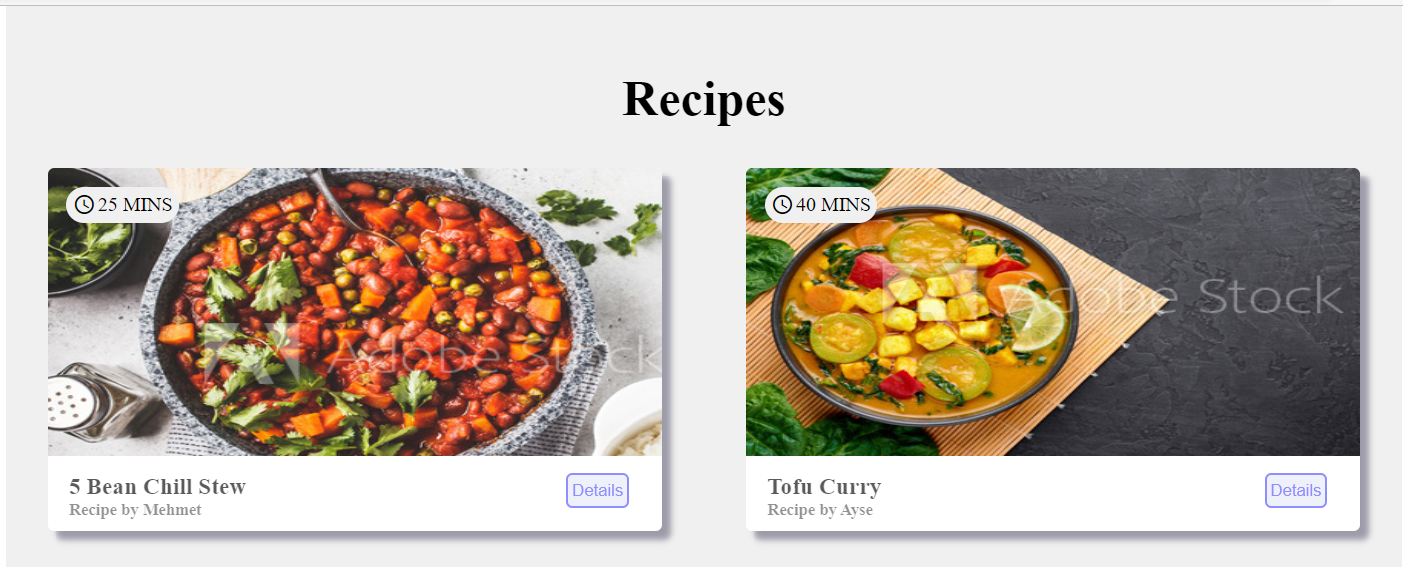 Recipes
25 MINS
40 MINS
Adobe Stock
Adobe Stock
5 Bean Chill Stew
Details
Recipe by Mehmet
Tofu Curry
Details
Recipe by Ayse